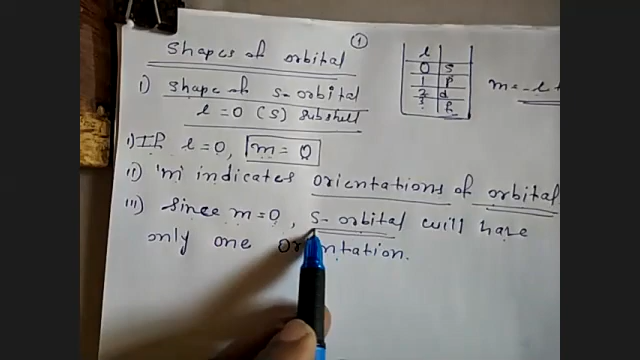 ①
Shapes of orbital
l
0 s
1 p
2 d
3 f
m = -l
i) Shape of s-orbital
l = 0 (s) subshell
i) If l = 0, m = 0
ii) 'm' indicates orientations of orbital
iii) Since m = 0, s-orbital will have
only one orientation.